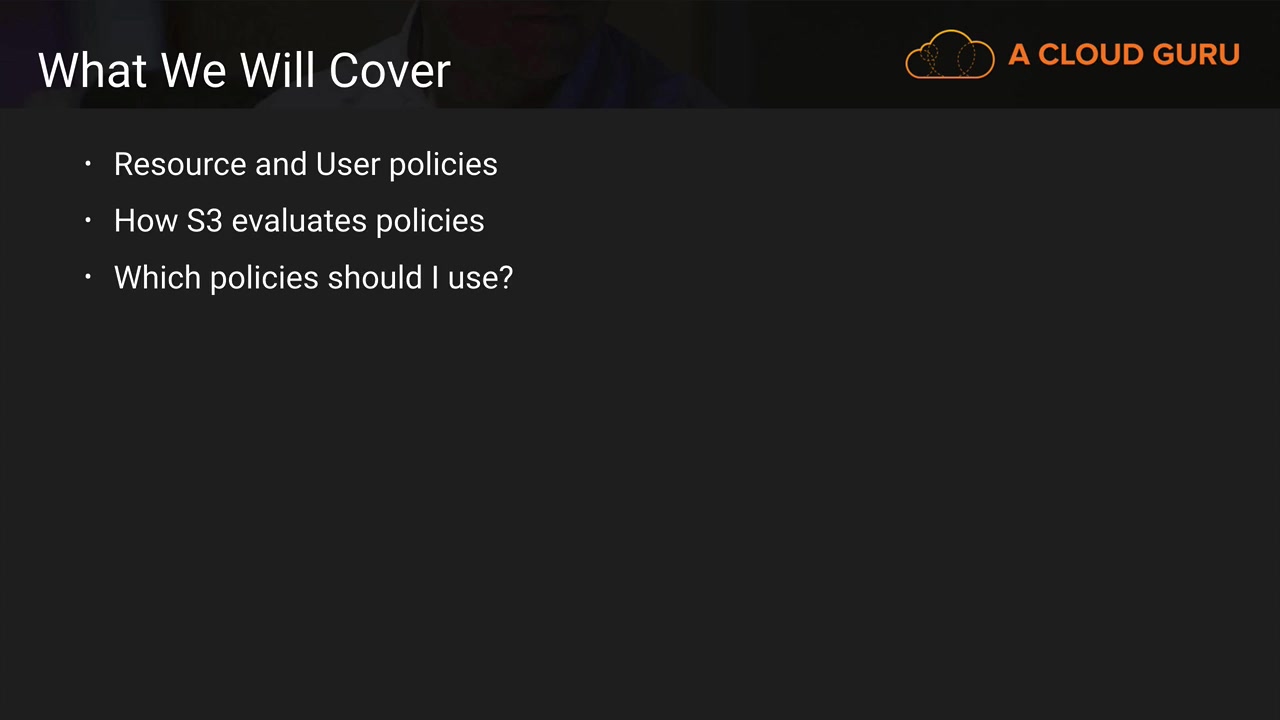 What We Will Cover
A CLOUD GURU
• Resource and User policies
• How S3 evaluates policies
• Which policies should I use?